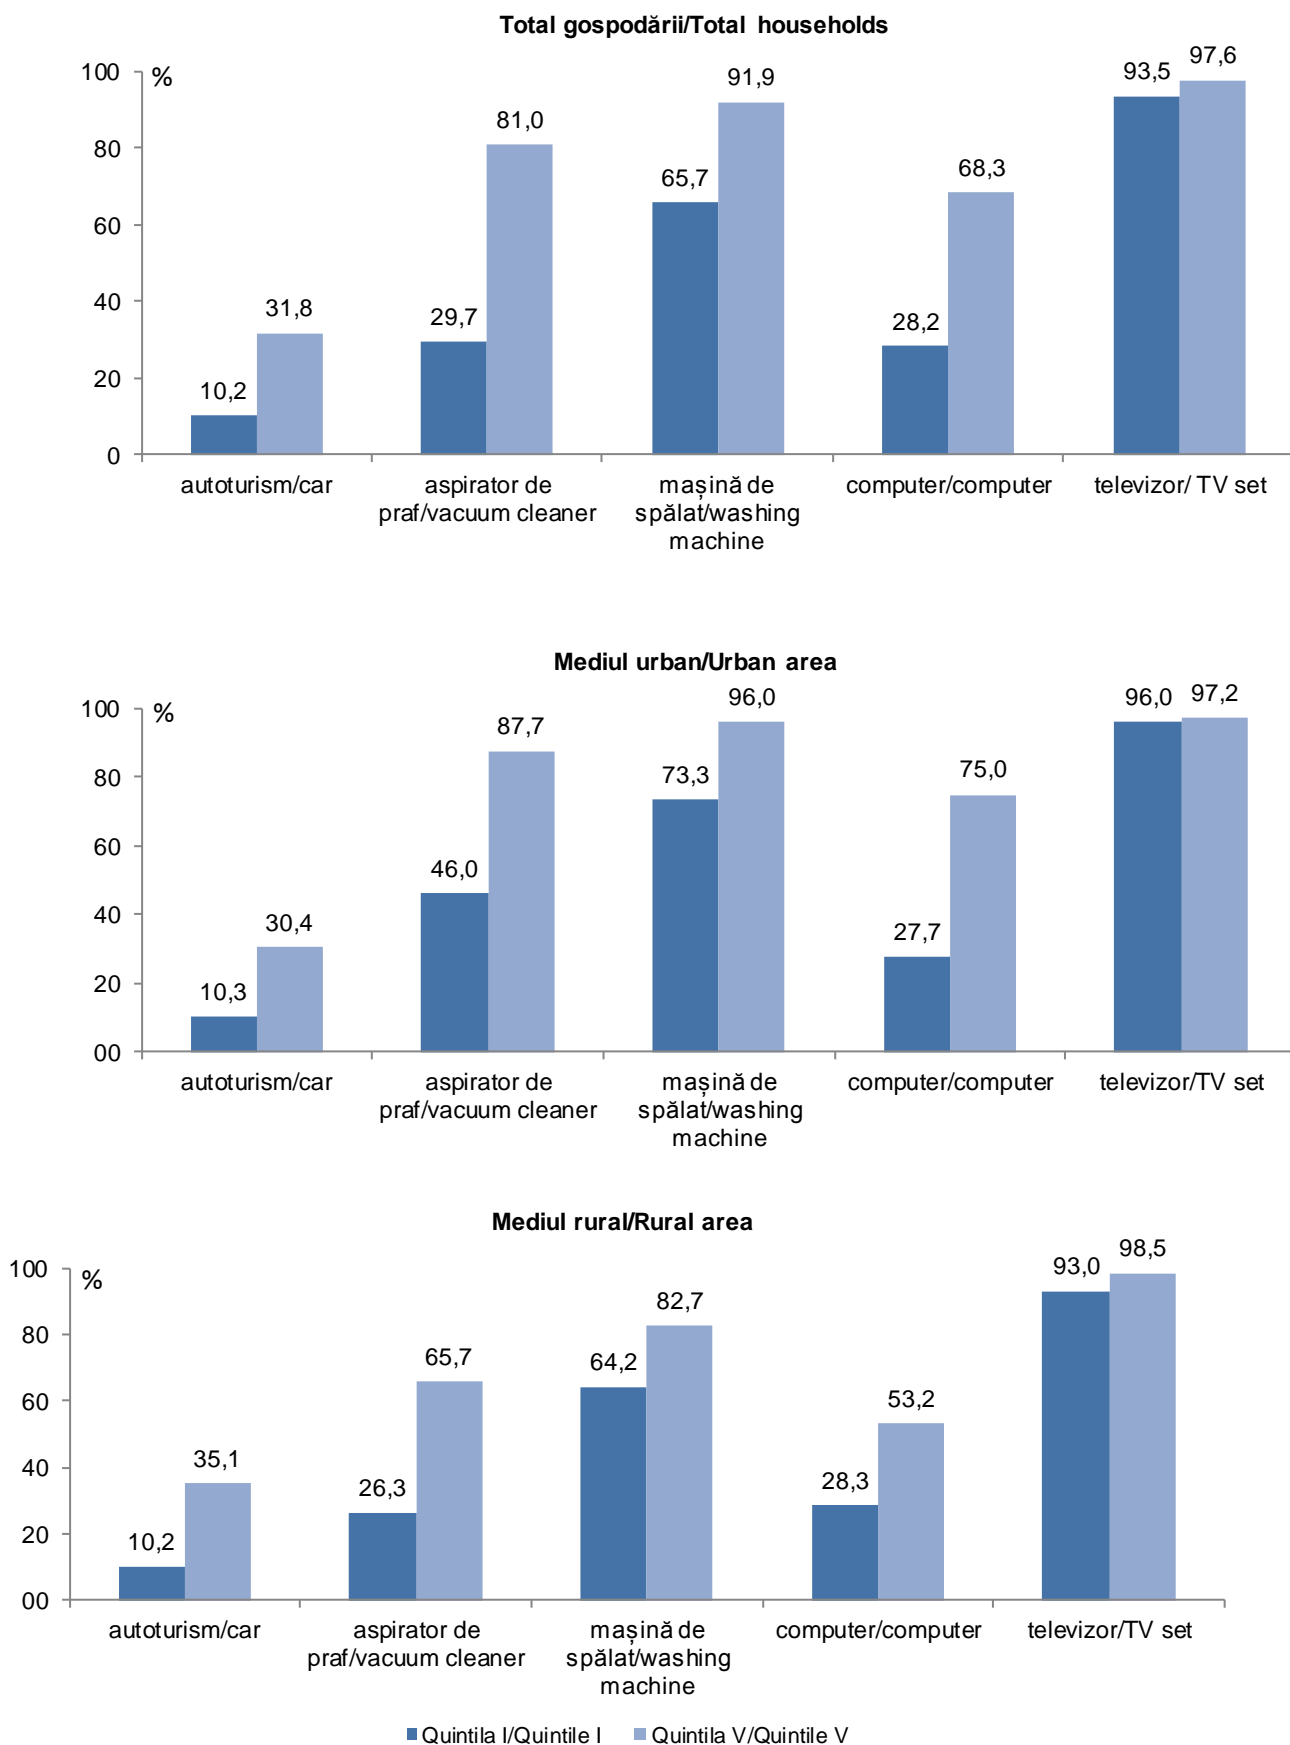 Total gospodării/Total households
%
100
80
60
40
20
0
10,2
31,8
29,7
81,0
65,7
91,9
28,2
68,3
93,5
97,6
autoturism/car
aspirator de
praf/vacuum cleaner
mașină de
spălat/washing
machine
computer/computer
televizor/ TV set
Mediul urban/Urban area
%
100
80
60
40
20
00
10,3
30,4
46,0
87,7
73,3
96,0
27,7
75,0
96,0
97,2
autoturism/car
aspirator de
praf/vacuum cleaner
mașină de
spălat/washing
machine
computer/computer
televizor/TV set
Mediul rural/Rural area
%
100
80
60
40
20
00
10,2
35,1
26,3
65,7
64,2
82,7
28,3
53,2
93,0
98,5
autoturism/car
aspirator de
praf/vacuum cleaner
mașină de
spălat/washing
machine
computer/computer
televizor/TV set
Quintila I/Quintile I
Quintila V/Quintile V